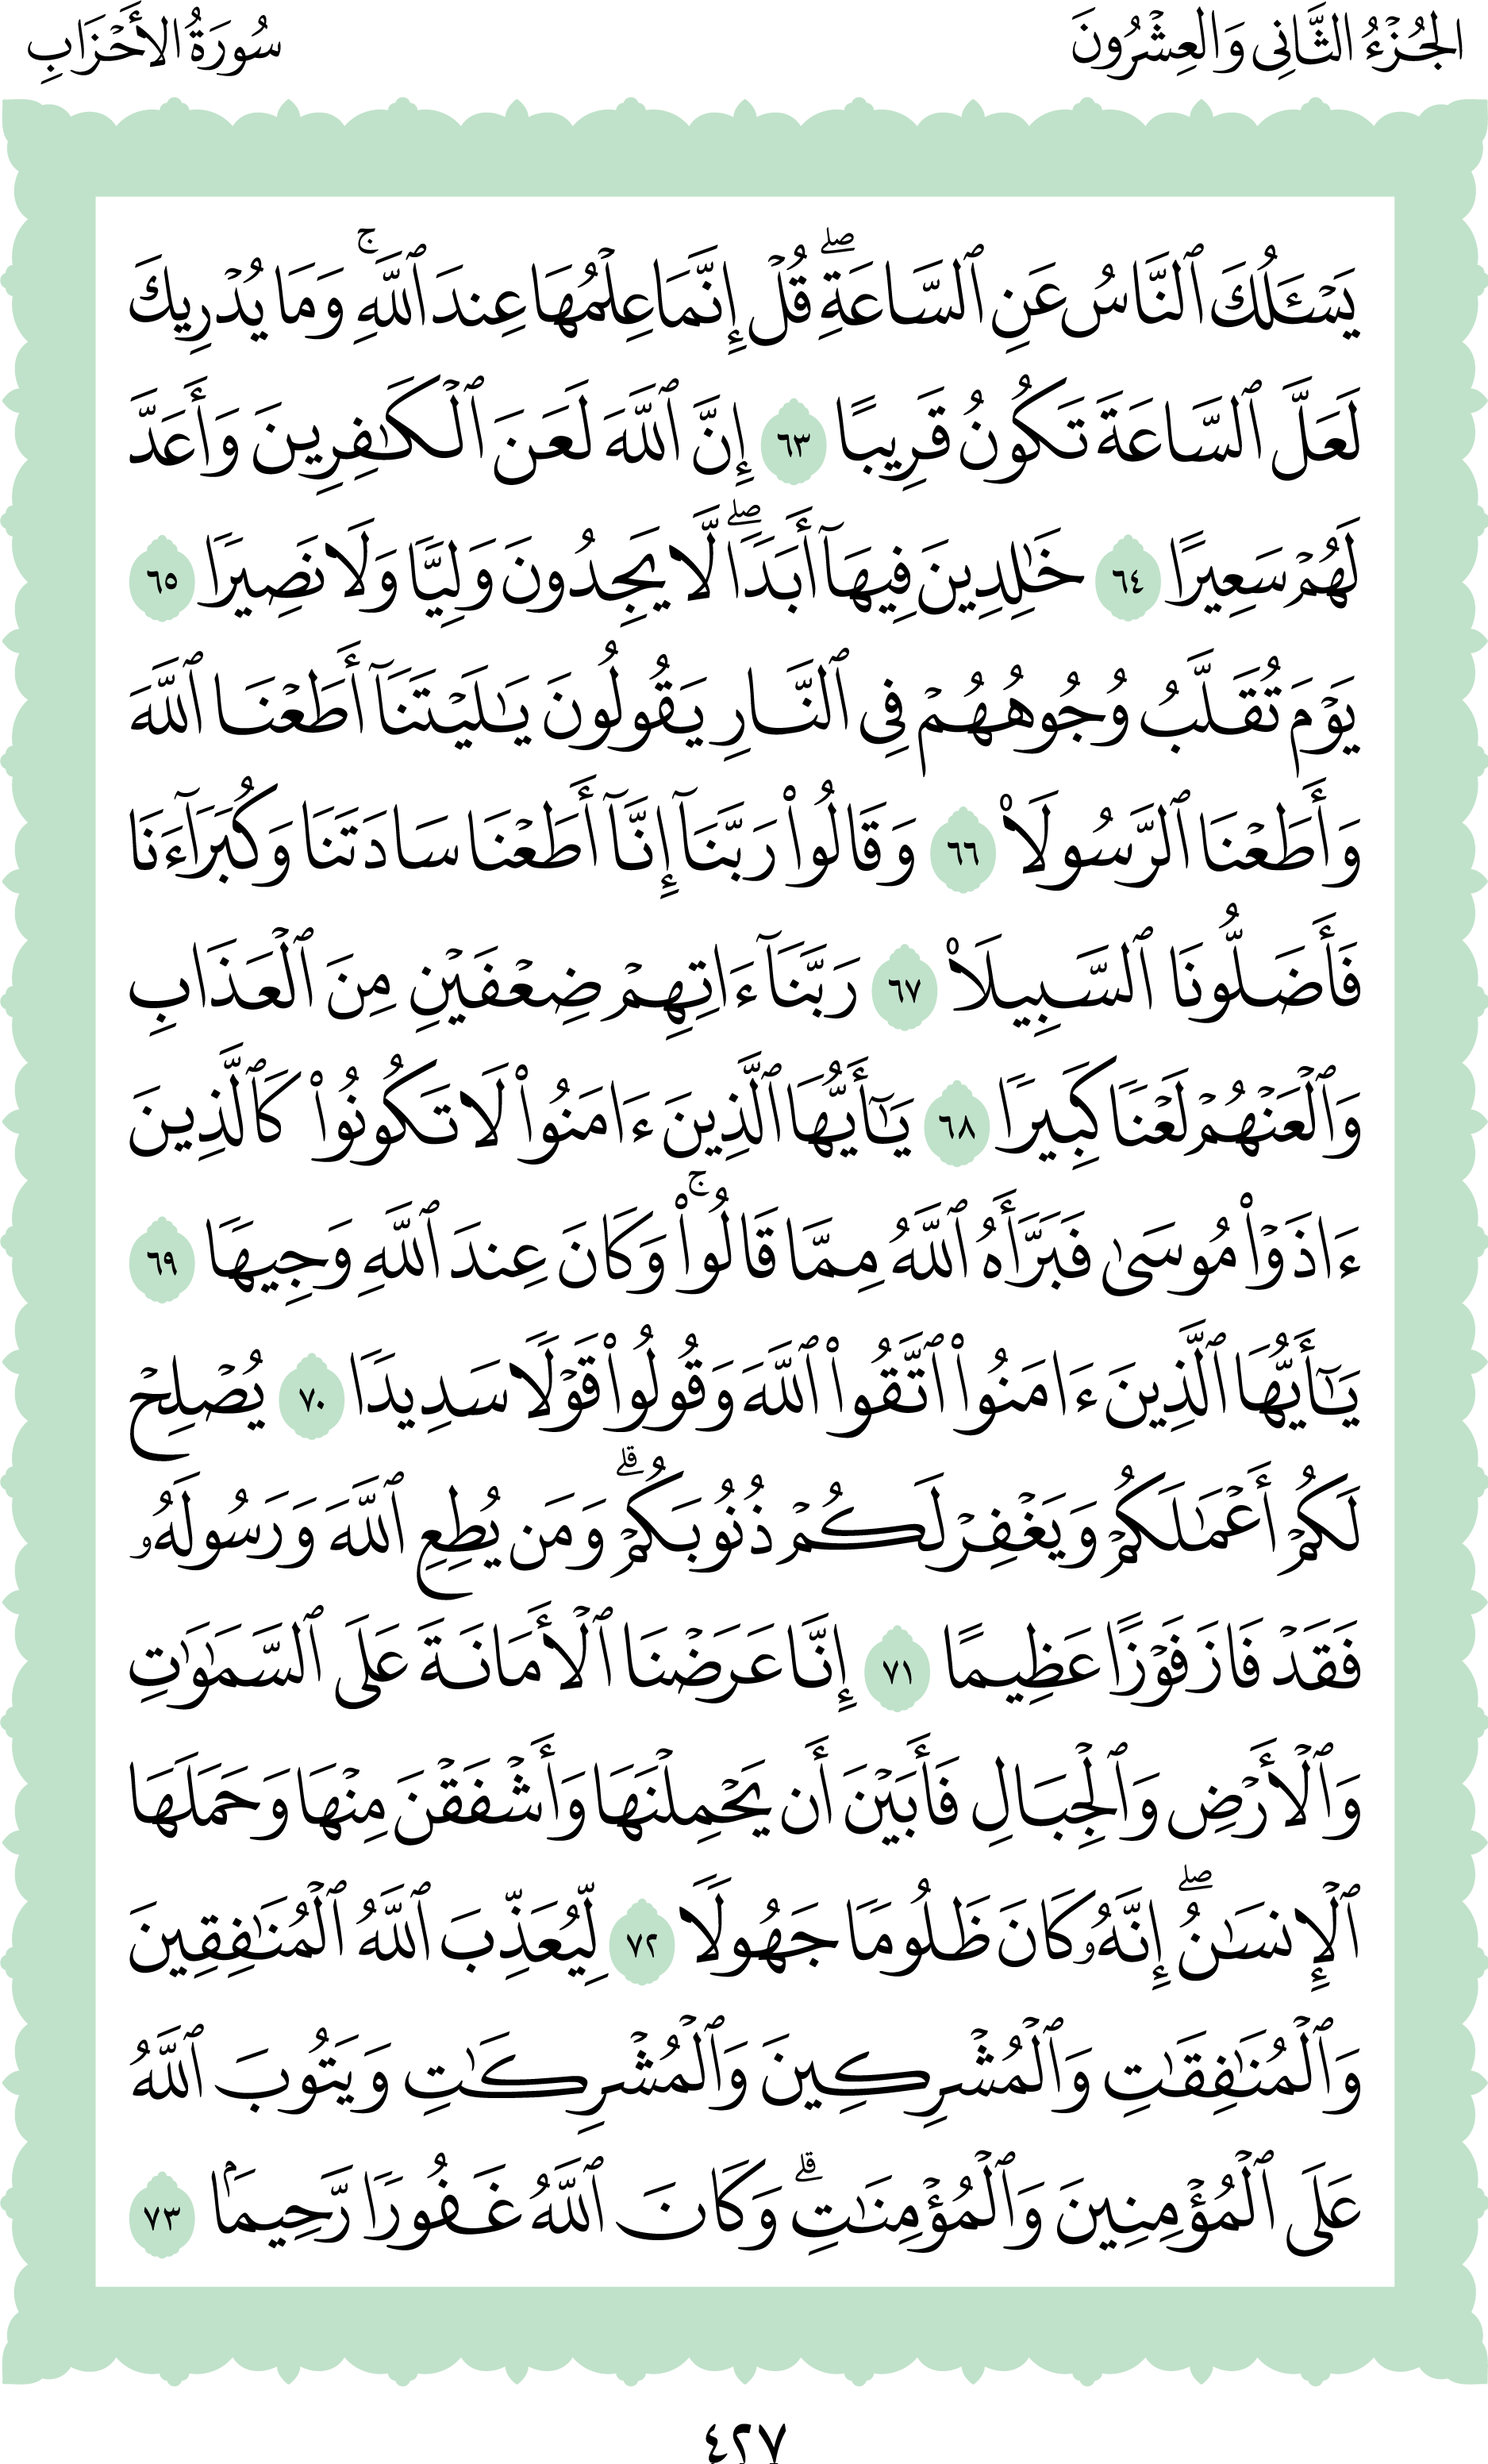 الجُزْءُ الثَّانِى وَالعِشْرُونَ
سُورَةُ الأَحْزَابِ
يَسْـَٔلُكَ ٱلنَّاسُ عَنِ ٱلسَّاعَةِۖ قُلْ إِنَّمَا عِلْمُهَا عِندَ ٱللَّهِۚ وَمَا يُدْرِيكَ
لَعَلَّ ٱلسَّاعَةَ تَكُونُ قَرِيبًا ٦٣ إِنَّ ٱللَّهَ لَعَنَ ٱلْكَٰفِرِينَ وَأَعَدَّ
لَهُمْ سَعِيرًا ٦٤ خَٰلِدِينَ فِيهَآ أَبَدًاۖ لَّا يَجِدُونَ وَلِيًّا وَلَا نَصِيرًا ٦٥
يَوْمَ تُقَلَّبُ وُجُوهُهُمْ فِى ٱلنَّارِ يَقُولُونَ يَٰلَيْتَنَآ أَطَعْنَا ٱللَّهَ
وَأَطَعْنَا ٱلرَّسُولَا۠ ٦٦ وَقَالُوا۟ رَبَّنَآ إِنَّآ أَطَعْنَا سَادَتَنَا وَكُبَرَآءَنَا
فَأَضَلُّونَا ٱلسَّبِيلَا۠ ٦٧ رَبَّنَآ ءَاتِهِمْ ضِعْفَيْنِ مِنَ ٱلْعَذَابِ
وَٱلْعَنْهُمْ لَعْنًا كَبِيرًا ٦٨ يَٰٓأَيُّهَا ٱلَّذِينَ ءَامَنُوا۟ لَا تَكُونُوا۟ كَٱلَّذِينَ
ءَاذَوْا۟ مُوسَىٰ فَبَرَّأَهُ ٱللَّهُ مِمَّا قَالُوا۟ۚ وَكَانَ عِندَ ٱللَّهِ وَجِيهًا ٦٩
يَٰٓأَيُّهَا ٱلَّذِينَ ءَامَنُوا۟ ٱتَّقُوا۟ ٱللَّهَ وَقُولُوا۟ قَوْلًا سَدِيدًا ٧٠ يُصْلِحْ
لَكُمْ أَعْمَٰلَكُمْ وَيَغْفِرْ لَكُمْ ذُنُوبَكُمْۗ وَمَن يُطِعِ ٱللَّهَ وَرَسُولَهُۥ
فَقَدْ فَازَ فَوْزًا عَظِيمًا ٧١ إِنَّا عَرَضْنَا ٱلْأَمَانَةَ عَلَى ٱلسَّمَٰوَٰتِ
وَٱلْأَرْضِ وَٱلْجِبَالِ فَأَبَيْنَ أَن يَحْمِلْنَهَا وَأَشْفَقْنَ مِنْهَا وَحَمَلَهَا
ٱلْإِنسَٰنُۖ إِنَّهُۥ كَانَ ظَلُومًا جَهُولًا ٧٢ لِّيُعَذِّبَ ٱللَّهُ ٱلْمُنَٰفِقِينَ
وَٱلْمُنَٰفِقَٰتِ وَٱلْمُشْرِكِينَ وَٱلْمُشْرِكَٰتِ وَيَتُوبَ ٱللَّهُ
عَلَى ٱلْمُؤْمِنِينَ وَٱلْمُؤْمِنَٰتِۗ وَكَانَ ٱللَّهُ غَفُورًا رَّحِيمًۢا ٧٣
٤٢٧